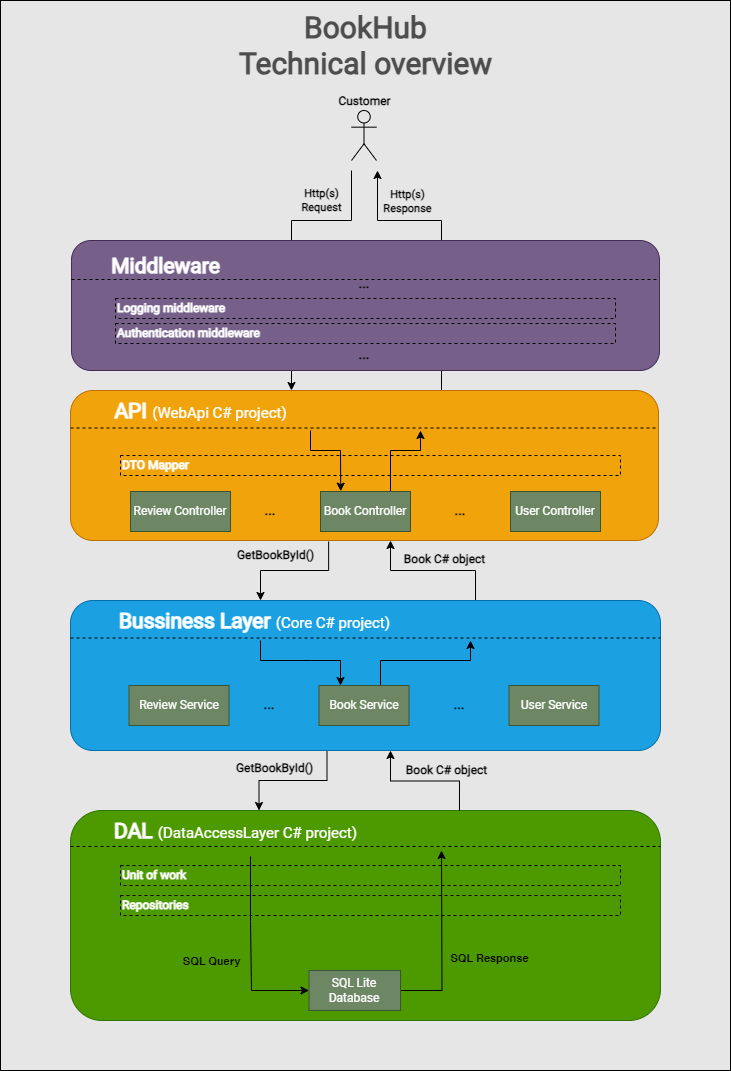 BookHub
Technical overview
Customer
Http(s)
Request
Http(s)
Response
Middleware
...
Logging middleware
Authentication middleware
...
API (WebApi C# project)
DTO Mapper
Review Controller
...
Book Controller
...
User Controller
GetBookById()
Book C# object
Bussiness Layer (Core C# project)
Review Service
...
Book Service
...
User Service
GetBookById()
Book C# object
DAL (DataAccessLayer C# project)
Unit of work
Repositories
SQL Query
SQL Response
SQL Lite
Database